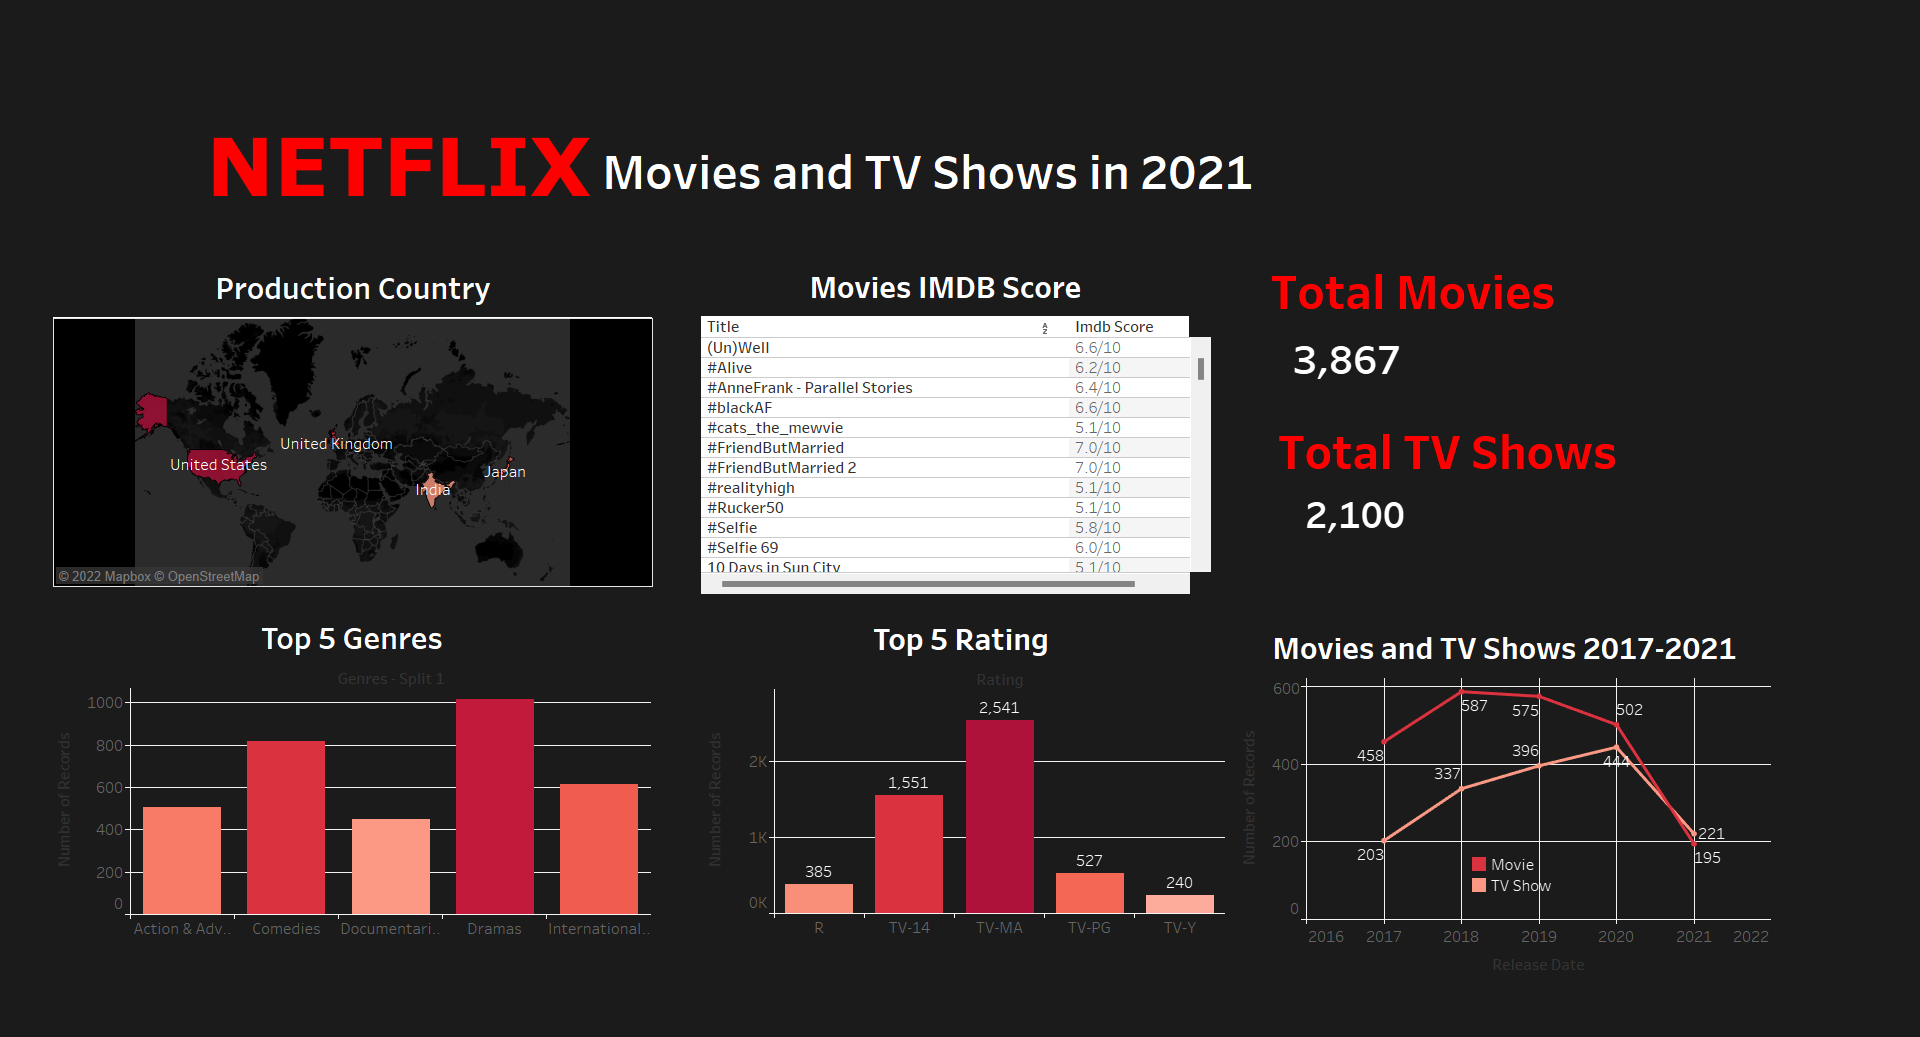 NETFLIX Movies and TV Shows in 2021
Production Country
United Kingdom
United States
Japan
India
© 2022 Mapbox © OpenStreetMap
Movies IMDB Score
Title Imdb Score
(Un)Well 6.6/10
#Alive 6.2/10
#AnneFrank - Parallel Stories 6.4/10
#blackAF 6.6/10
#cats_the_mewvie 5.1/10
#FriendButMarried 7.0/10
#FriendButMarried 2 7.0/10
#realityhigh 5.1/10
#Rucker50 5.1/10
#Selfie 5.8/10
#Selfie 69 6.0/10
10 Days in Sun City 5.1/10
Total Movies
3,867
Total TV Shows
2,100
Top 5 Genres
Genres - Split 1
Number of Records
1000
800
600
400
200
0
Action & Adv..
Comedies
Documentari..
Dramas
International..
Top 5 Rating
Rating
Number of Records
2K
1K
0K
385
1,551
2,541
527
240
R
TV-14
TV-MA
TV-PG
TV-Y
Movies and TV Shows 2017-2021
Number of Records
600
400
200
0
458
587
575
502
195
203
337
396
444
221
Movie
TV Show
2016
2017
2018
2019
2020
2021
2022
Release Date